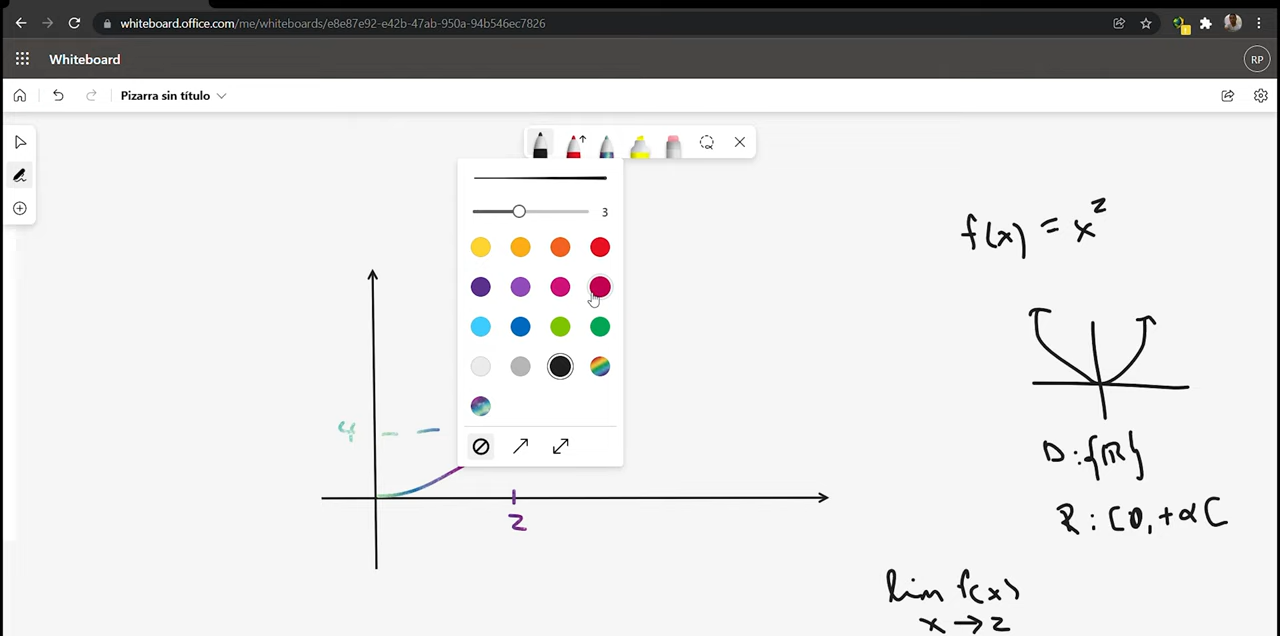 whiteboard.office.com/me/whiteboards/e8e87e92-e42b-47ab-950a-94b546ec7826
Whiteboard
RP
Pizarra sin título
3
f(x) = x²
4
2
D:{ℝ}
R: [0,+∝[
lim f(x)
x → 2